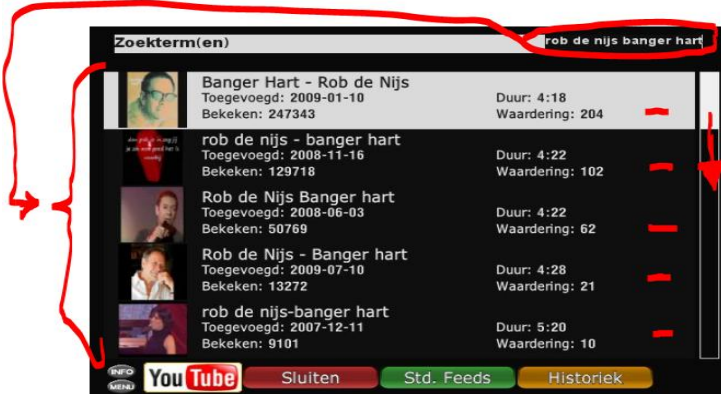 Zoekterm(en) rob de nijs banger hart
Banger Hart - Rob de Nijs
Toegevoegd: 2009-01-10 Duur: 4:18
Bekeken: 247343 Waardering: 204
rob de nijs - banger hart
Toegevoegd: 2008-11-16 Duur: 4:22
Bekeken: 129718 Waardering: 102
Rob de Nijs Banger hart
Toegevoegd: 2008-06-03 Duur: 4:22
Bekeken: 50769 Waardering: 62
Rob de Nijs - Banger hart
Toegevoegd: 2009-07-10 Duur: 4:28
Bekeken: 13272 Waardering: 21
rob de nijs-banger hart
Toegevoegd: 2007-12-11 Duur: 5:20
Bekeken: 9101 Waardering: 10
INFO
MENU YouTube Sluiten Std. Feeds Historiek